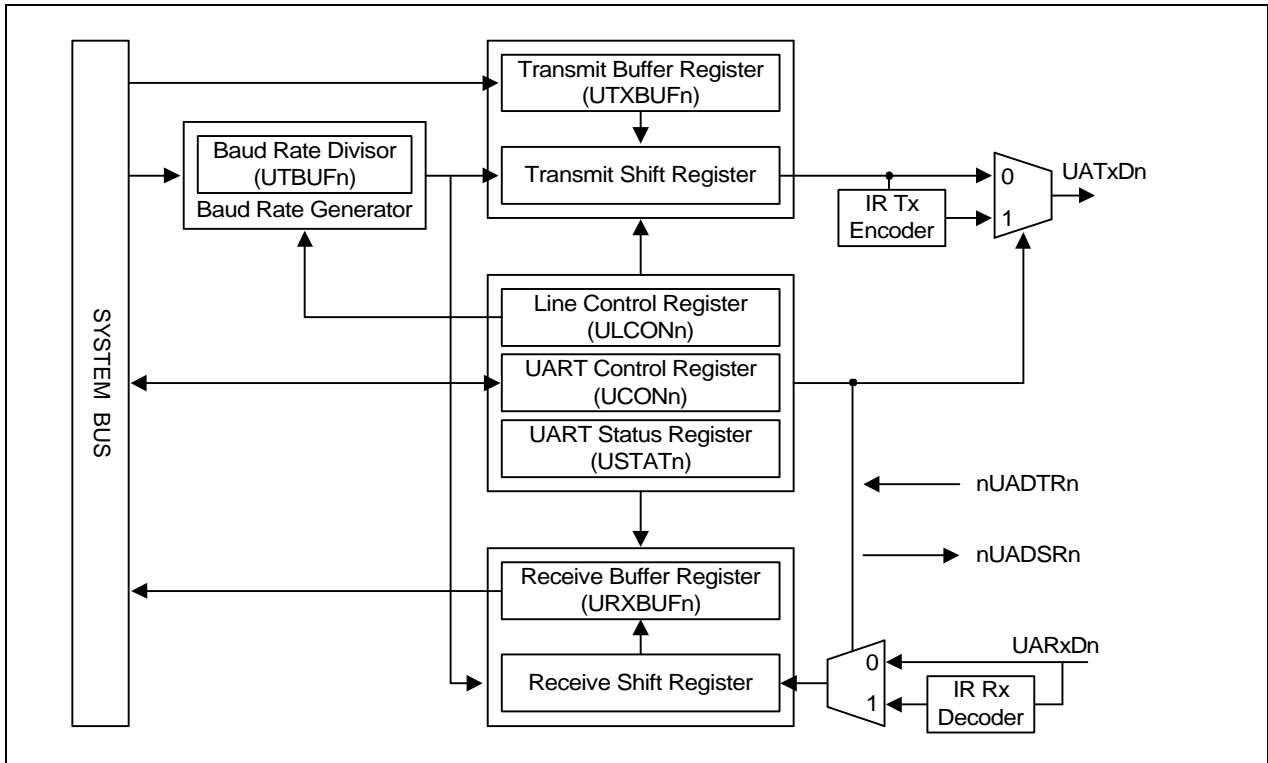 SYSTEM BUS
Transmit Buffer Register
(UTXBUFn)
Baud Rate Divisor
(UTBUFn)
Baud Rate Generator
Transmit Shift Register
0
1
UATxDn
IR Tx
Encoder
Line Control Register
(ULCONn)
UART Control Register
(UCONn)
UART Status Register
(USTATn)
nUADTRn
nUADSRn
Receive Buffer Register
(URXBUFn)
Receive Shift Register
0
1
UARxDn
IR Rx
Decoder